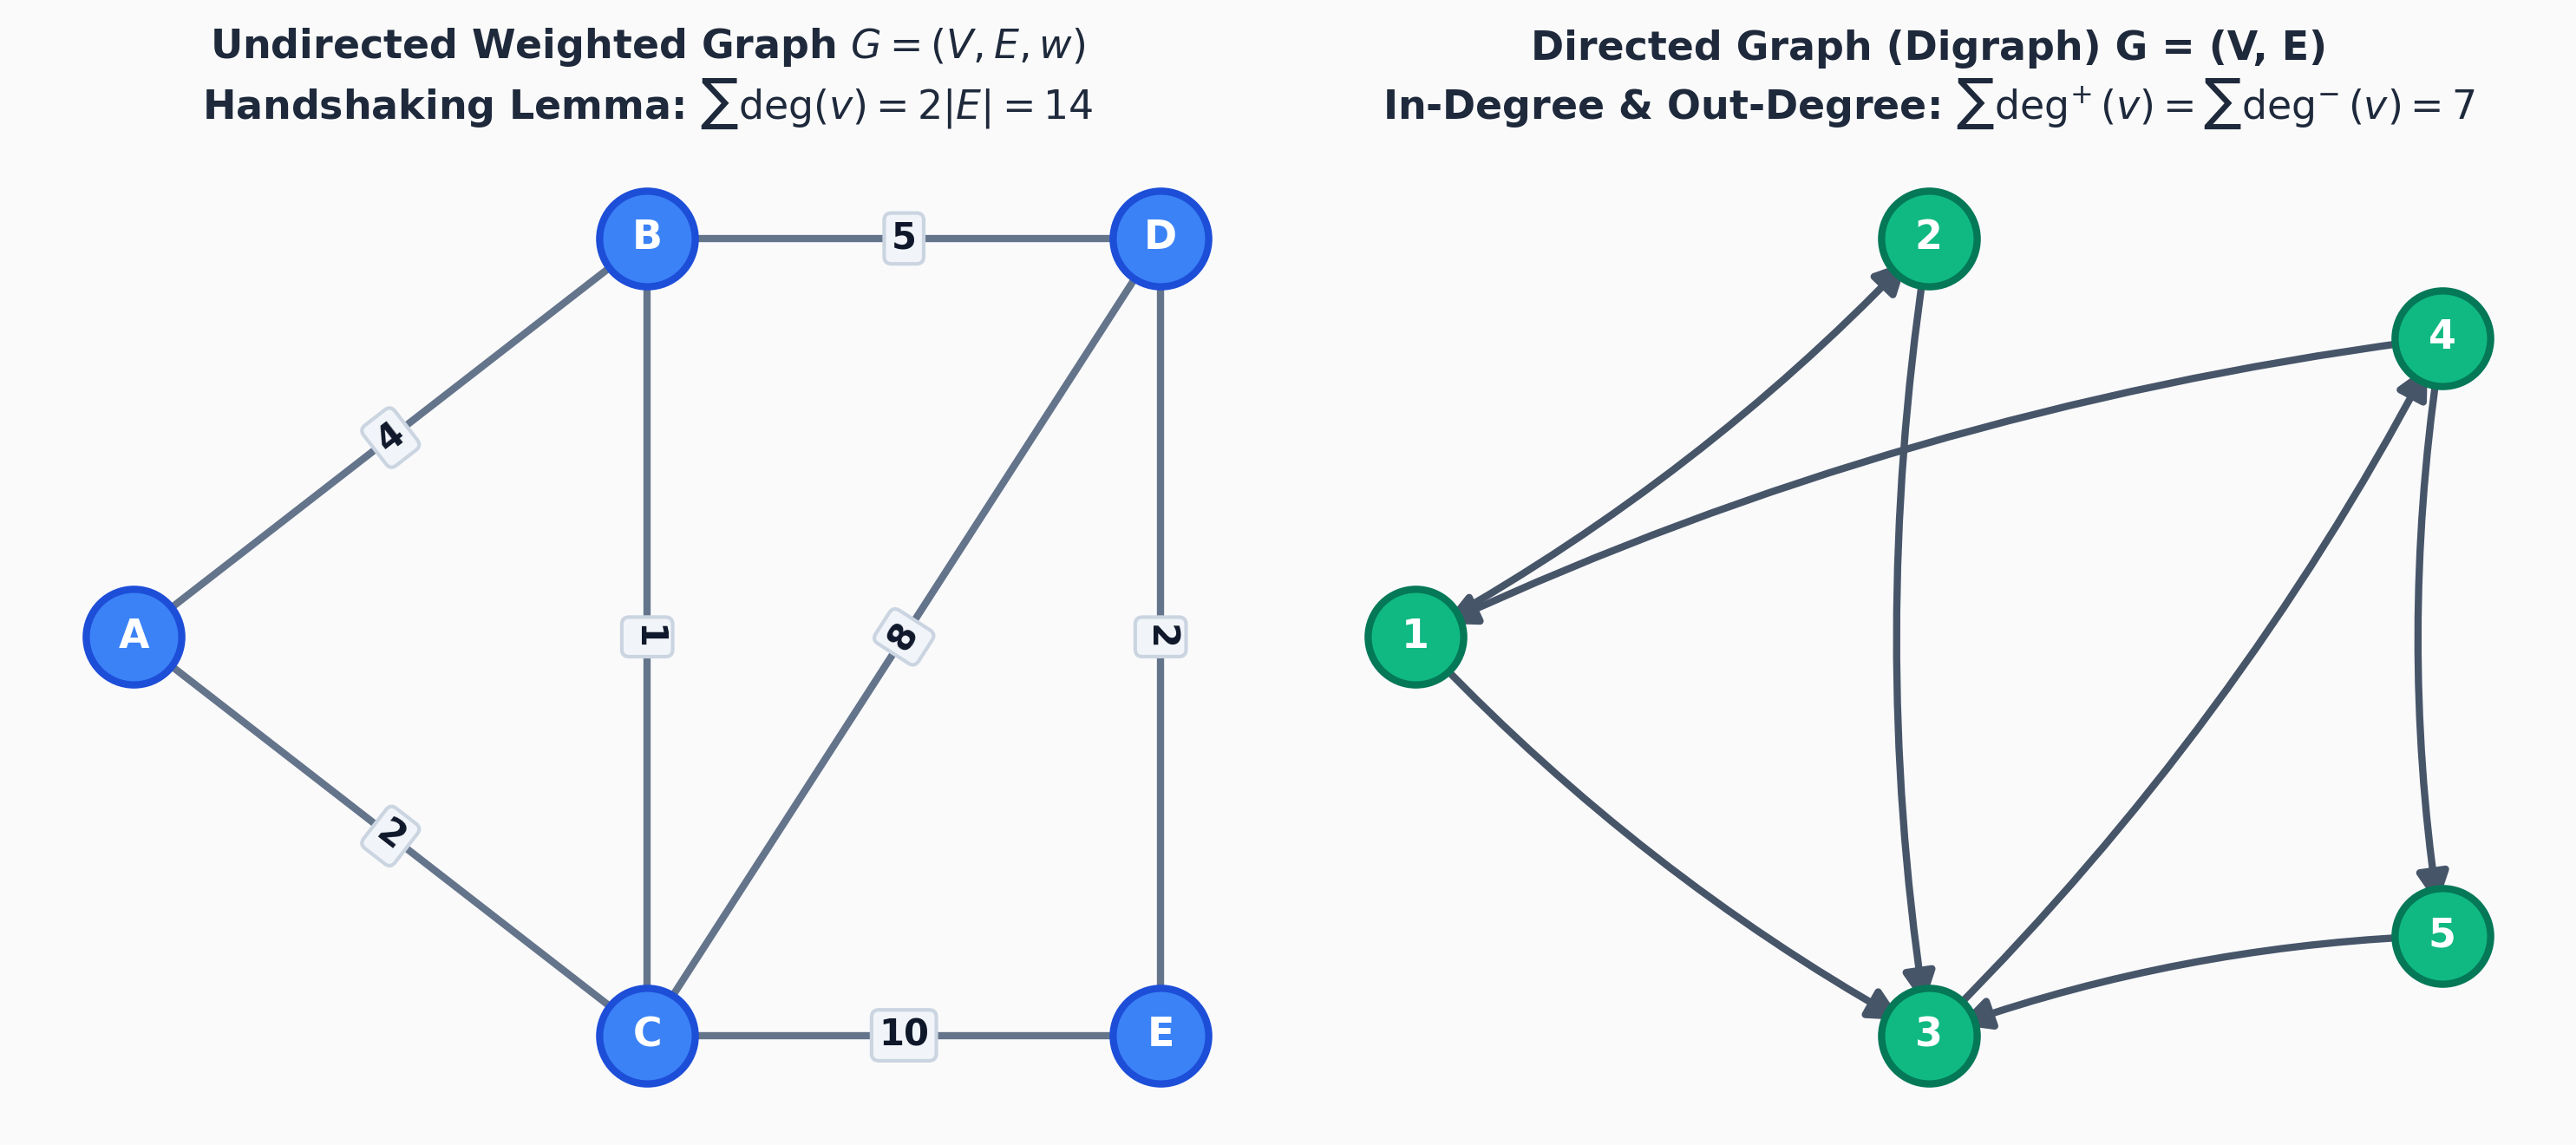 Undirected Weighted Graph G = (V, E, w)
Handshaking Lemma: ∑deg(v) = 2|E| = 14
B
5
D
4
A
1
8
2
2
C
10
E
Directed Graph (Digraph) G = (V, E)
In-Degree & Out-Degree: ∑deg⁺(v) = ∑deg⁻(v) = 7
2
4
1
5
3